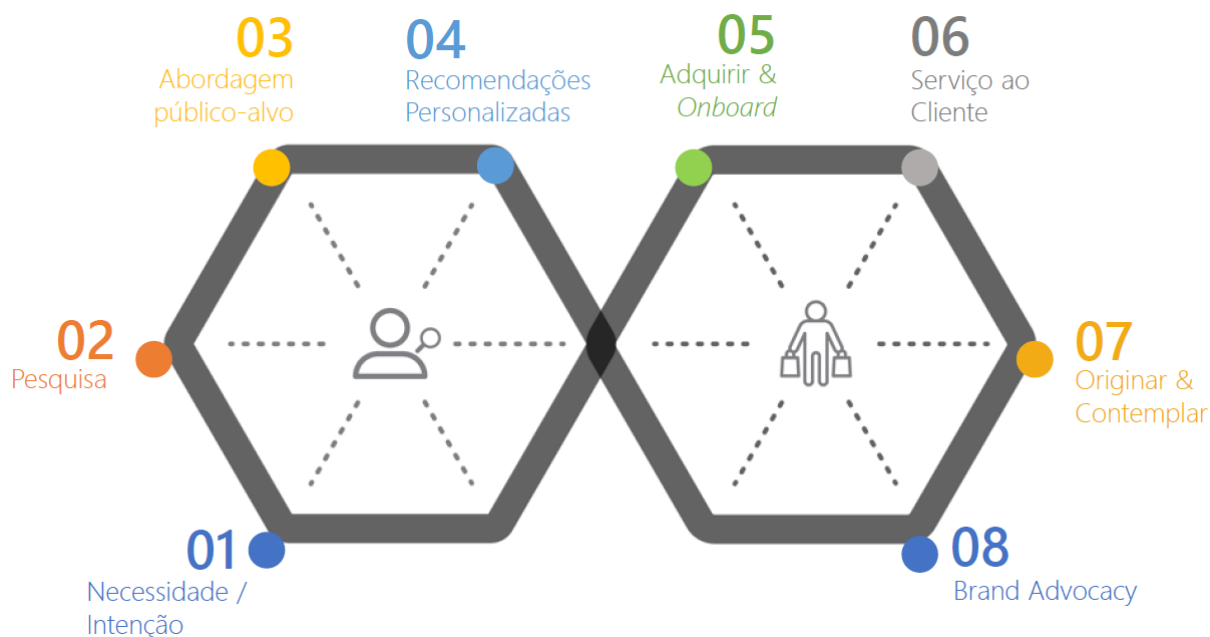 01
Necessidade /
Intenção
02
Pesquisa
03
Abordagem
público-alvo
04
Recomendações
Personalizadas
05
Adquirir &
Onboard
06
Serviço ao
Cliente
07
Originar &
Contemplar
08
Brand Advocacy